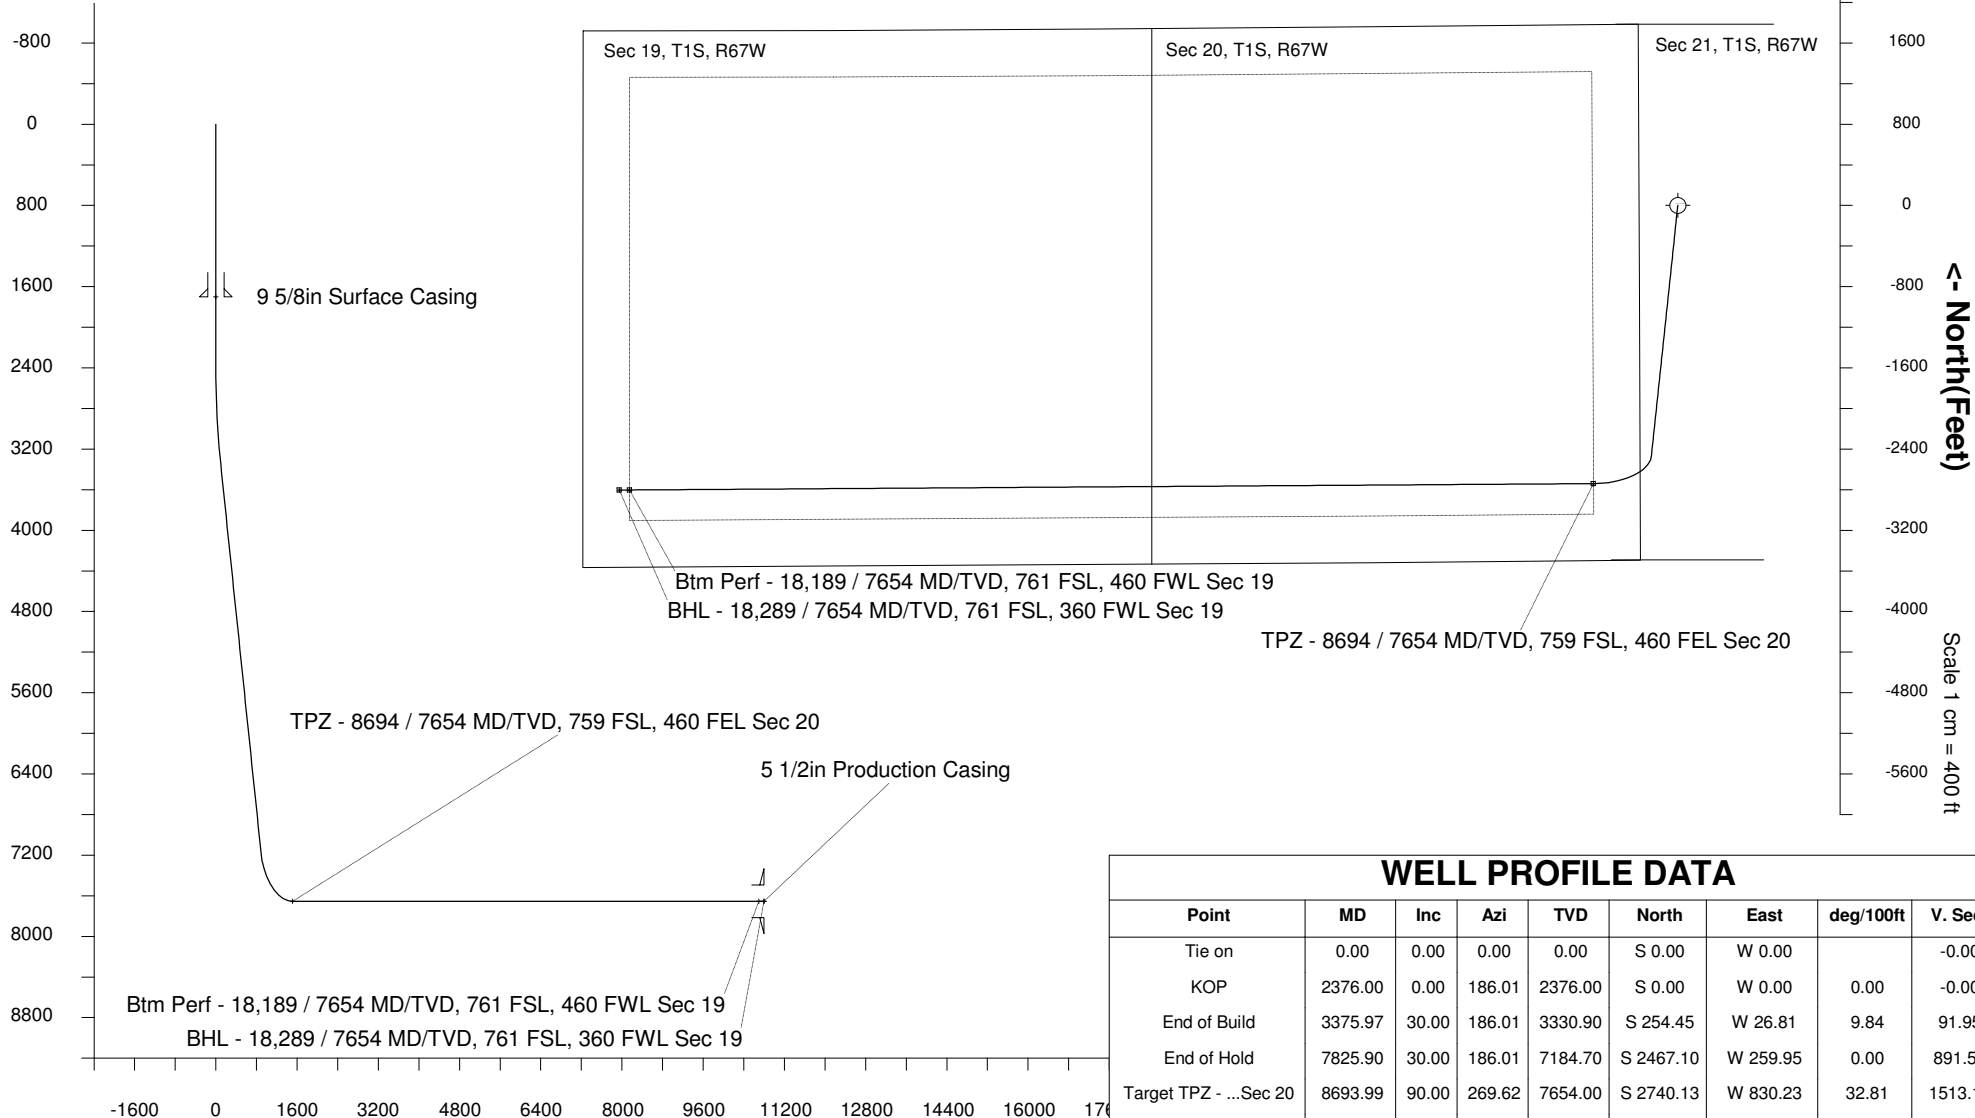 -800
0
800
1600
2400
3200
4000
4800
5600
6400
7200
8000
8800
-1600 0 1600 3200 4800 6400 8000 9600 11200 12800 14400 16000
9 5/8in Surface Casing
TPZ - 8694 / 7654 MD/TVD, 759 FSL, 460 FEL Sec 20
5 1/2in Production Casing
Btm Perf - 18,189 / 7654 MD/TVD, 761 FSL, 460 FWL Sec 19
BHL - 18,289 / 7654 MD/TVD, 761 FSL, 360 FWL Sec 19
Sec 19, T1S, R67W
Sec 20, T1S, R67W
Sec 21, T1S, R67W
Btm Perf - 18,189 / 7654 MD/TVD, 761 FSL, 460 FWL Sec 19
BHL - 18,289 / 7654 MD/TVD, 761 FSL, 360 FWL Sec 19
TPZ - 8694 / 7654 MD/TVD, 759 FSL, 460 FEL Sec 20
1600
800
0
-800
-1600
-2400
-3200
-4000
-4800
-5600
<- North(Feet)
Scale 1 cm = 400 ft
WELL PROFILE DATA
Point MD Inc Azi TVD North East deg/100ft V.
Tie on 0.00 0.00 0.00 0.00 S 0.00 W 0.00 -0.00
KOP 2376.00 0.00 186.01 2376.00 S 0.00 W 0.00 0.00 -0.00
End of Build 3375.97 30.00 186.01 3330.90 S 254.45 W 26.81 9.84
End of Hold 7825.90 30.00 186.01 7184.70 S 2467.10 W 259.95 0.00
Target TPZ - ...Sec 20 8693.99 90.00 269.62 7654.00 S 2740.13 W 830.23 32.81